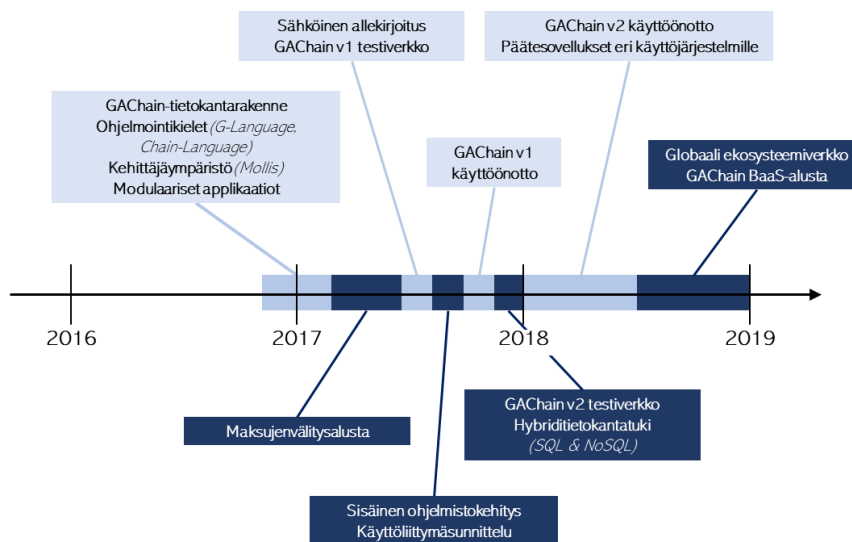 Sähköinen allekirjoitus
GAChain v1 testiverkko
GAChain v2 käyttöönotto
Päätesovellukset eri käyttöjärjestelmille
GAChain-tietokantarakenne
Ohjelmointikielet (G-Language,
Chain-Language)
Kehittäjäympäristö (Mollis)
Modulaariset applikaatiot
GAChain v1
käyttöönotto
Globaali ekosysteemiverkko
GAChain BaaS-alusta
2016
2017
2018
2019
Maksujenvälitysalusta
GAChain v2 testiverkko
Hybriditietokantatuki
(SQL & NoSQL)
Sisäinen ohjelmistokehitys
Käyttöliittymäsunnittelu